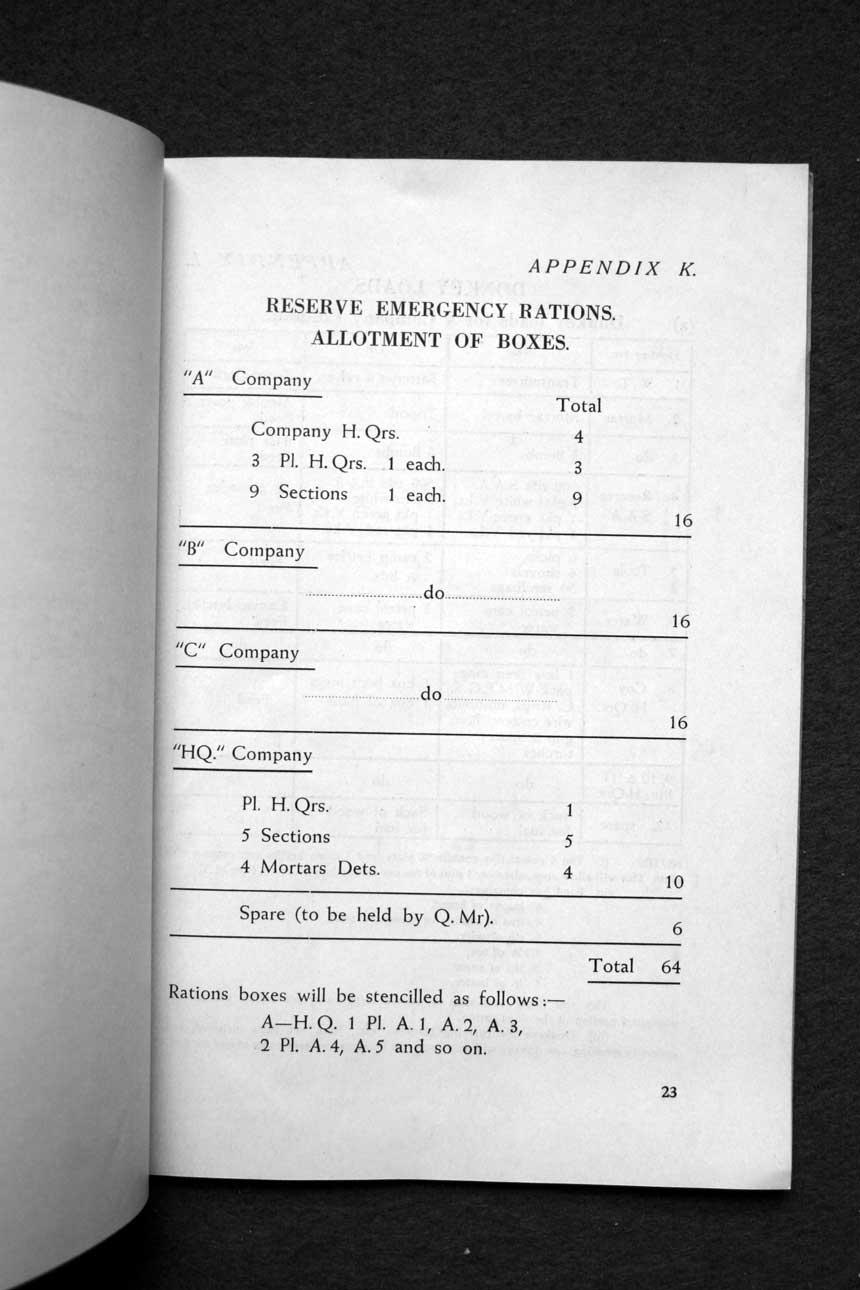 APPENDIX K.
RESERVE EMERGENCY RATIONS.
ALLOTMENT OF BOXES.
"A" Company
Total
Company H. Qrs. 4
3 Pl. H. Qrs. 1 each. 3
9 Sections 1 each. 9
16
"B" Company
do
16
"C" Company
do
16
"HQ." Company
Pl. H. Qrs. 1
5 Sections 5
4 Mortars Dets. 4
10
Spare (to be held by Q. Mr). 6
Total 64
Rations boxes will be stencilled as follows:—
A—H. Q. 1 Pl. A. 1, A. 2, A. 3,
2 Pl. A. 4, A. 5 and so on.
23